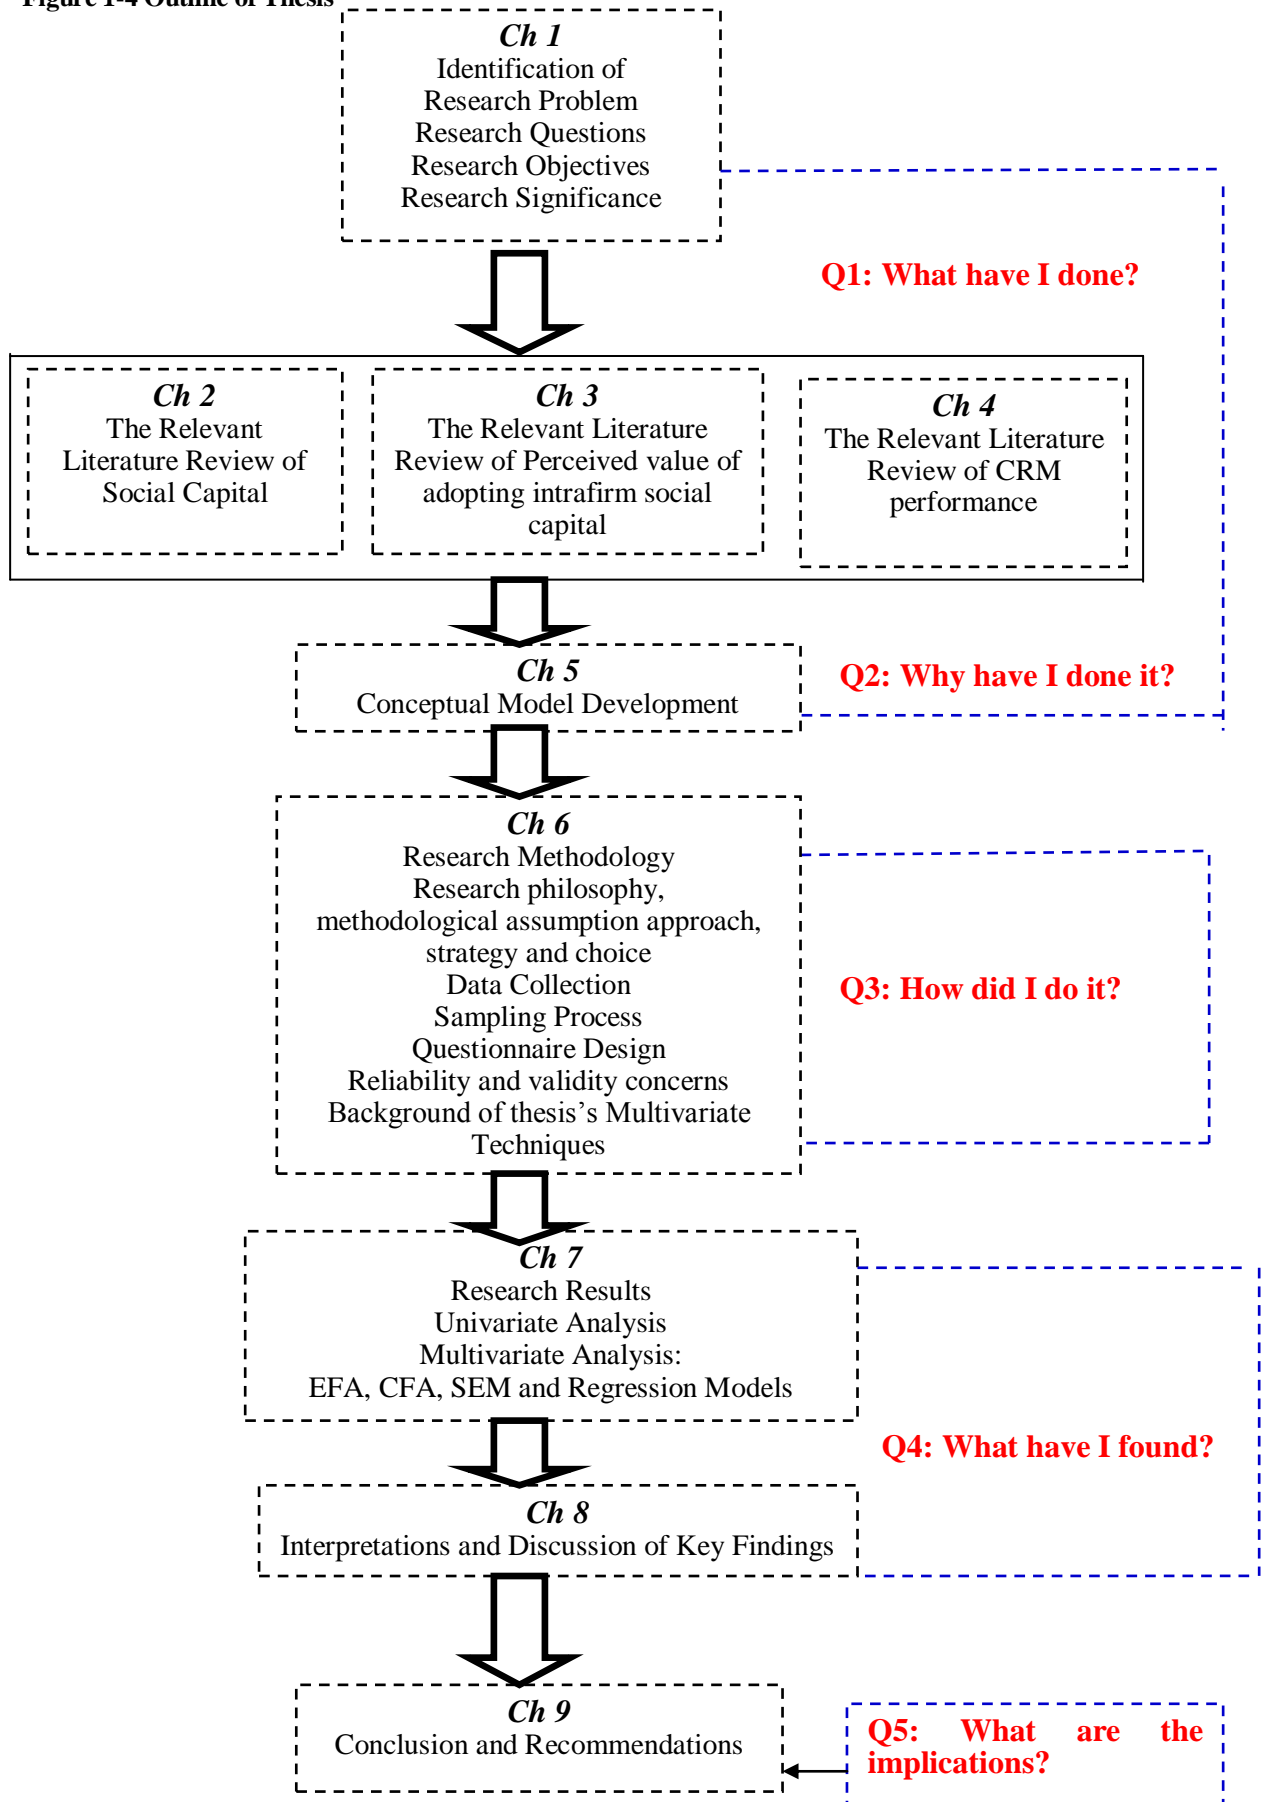 Figure 1-4 Outline of Thesis
Ch 1
Identification of
Research Problem
Research Questions
Research Objectives
Research Significance
Q1: What have I done?
Ch 2
The Relevant
Literature Review of
Social Capital
Ch 3
The Relevant Literature
Review of Perceived value of
adopting intrafirm social
capital
Ch 4
The Relevant Literature
Review of CRM
performance
Ch 5
Conceptual Model Development
Q2: Why have I done it?
Ch 6
Research Methodology
Research philosophy,
methodological assumption approach,
strategy and choice
Data Collection
Sampling Process
Questionnaire Design
Reliability and validity concerns
Background of thesis’s Multivariate
Techniques
Q3: How did I do it?
Ch 7
Research Results
Univariate Analysis
Multivariate Analysis:
EFA, CFA, SEM and Regression Models
Q4: What have I found?
Ch 8
Interpretations and Discussion of Key Findings
Ch 9
Conclusion and Recommendations
Q5: What are the
implications?